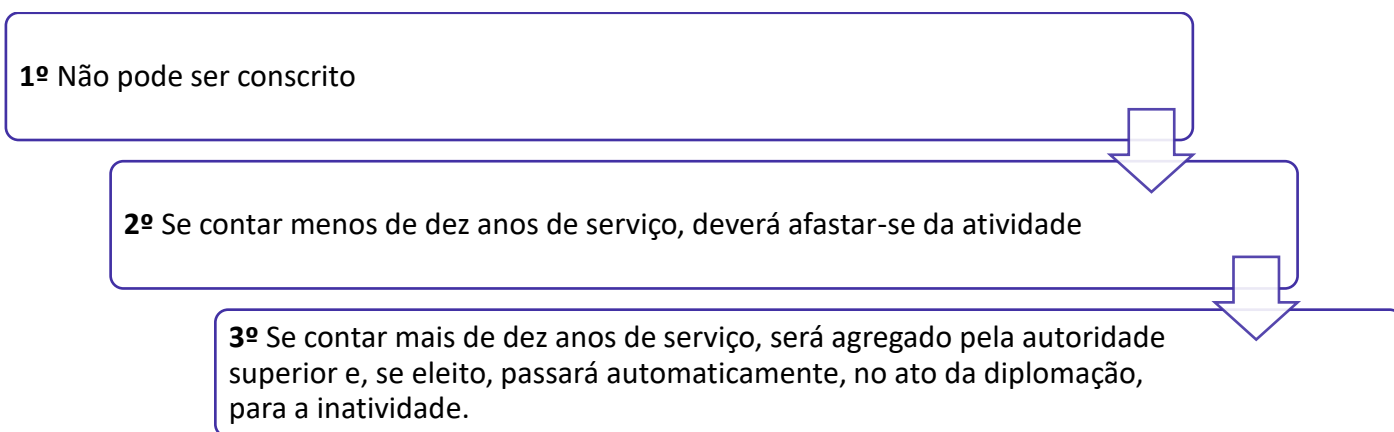 1º Não pode ser conscrito
2º Se contar menos de dez anos de serviço, deverá afastar-se da atividade
3º Se contar mais de dez anos de serviço, será agregado pela autoridade
superior e, se eleito, passará automaticamente, no ato da diplomação,
para a inatividade.